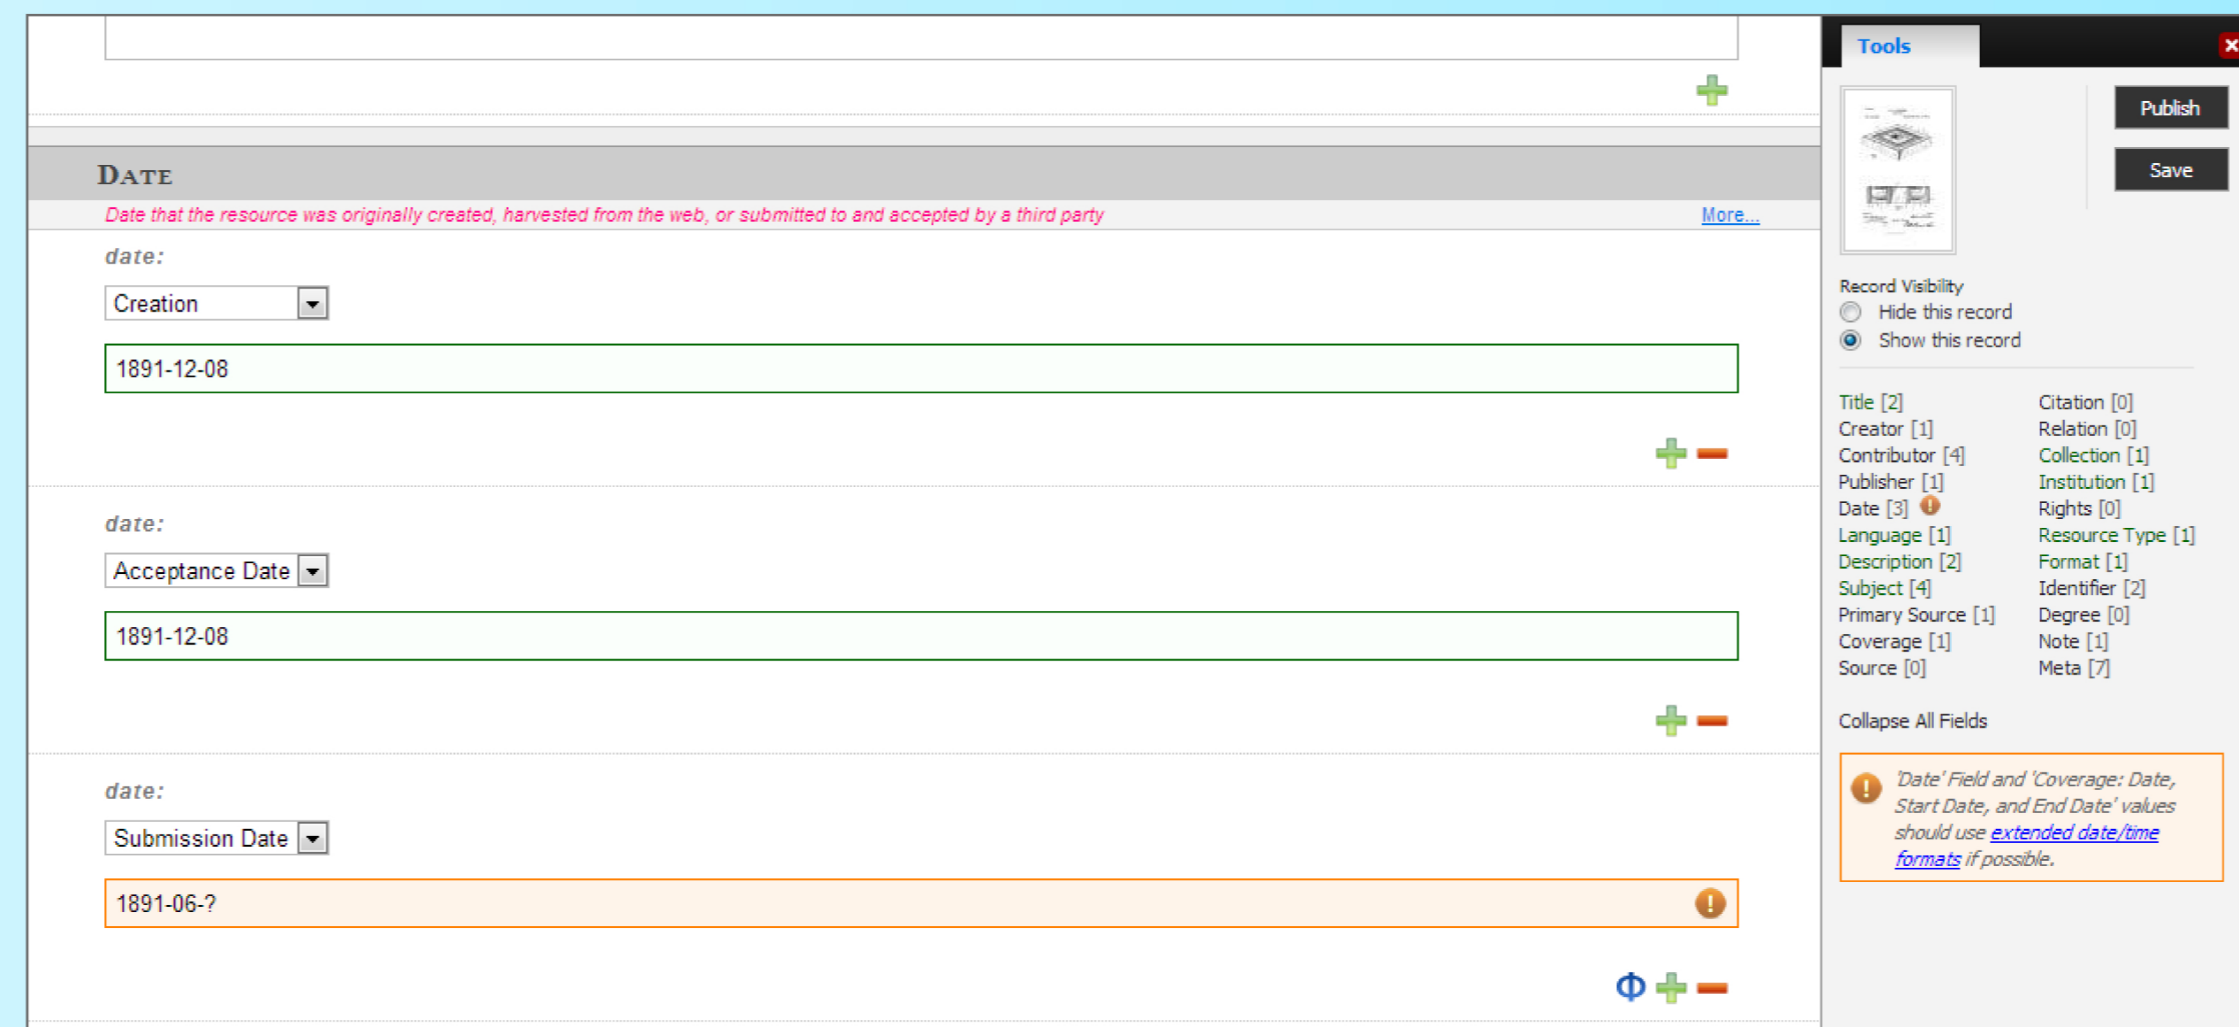 DATE
Date that the resource was originally created, harvested from the web, or submitted to and accepted by a third party
More...
date:
Creation
1891-12-08
date:
Acceptance Date
1891-12-08
date:
Submission Date
1891-06-?
Tools
Publish
Save
Record Visibility
Hide this record
Show this record
Title [2]
Creator [1]
Contributor [4]
Publisher [1]
Date [3]
Language [1]
Description [2]
Subject [4]
Primary Source [1]
Coverage [1]
Source [0]
Citation [0]
Relation [0]
Collection [1]
Institution [1]
Rights [0]
Resource Type [1]
Format [1]
Identifier [2]
Degree [0]
Note [1]
Meta [7]
Collapse All Fields
'Date' Field and 'Coverage: Date,
Start Date, and End Date' values
should use extended date/time
formats if possible.